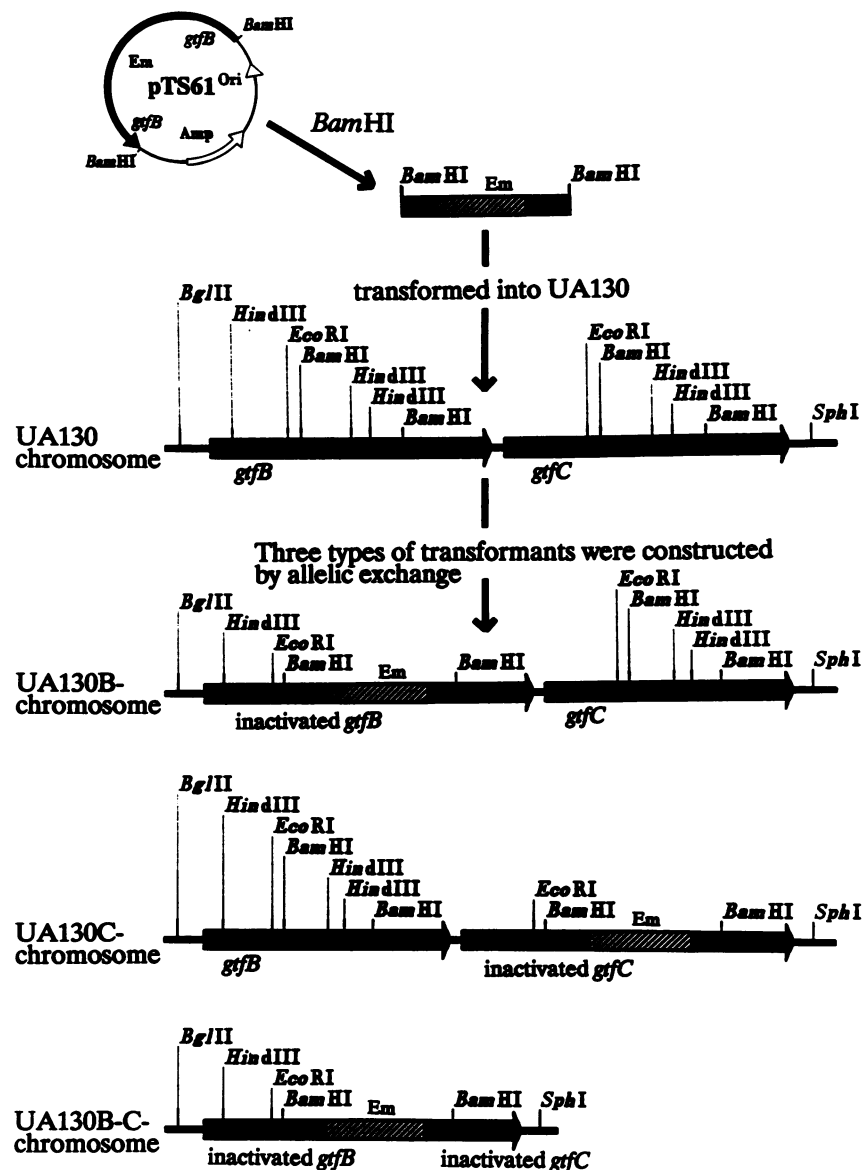 BamHI
gtfB
Em
pTS61 Ori
gtfB
Amp
BamHI
BamHI
BamHI Em BamHI
transformed into UA130
BglII
HindIII
EcoRI
BamHI
HindIII
HindIII
BamHI
EcoRI
BamHI
HindIII
HindIII
BamHI
SphI
UA130
chromosome
gtfB
gtfC
Three types of transformants were constructed
by allelic exchange
BglII
HindIII
EcoRI
BamHI
Em
BamHI
EcoRI
BamHI
HindIII
HindIII
BamHI
SphI
UA130B-
chromosome
inactivated gtfB
gtfC
BglII
HindIII
EcoRI
BamHI
HindIII
HindIII
BamHI
EcoRI
BamHI
Em
BamHI
SphI
UA130C-
chromosome
gtfB
inactivated gtfC
BglII
HindIII
EcoRI
BamHI
Em
BamHI
SphI
UA130B-C-
chromosome
inactivated gtfB
inactivated gtfC